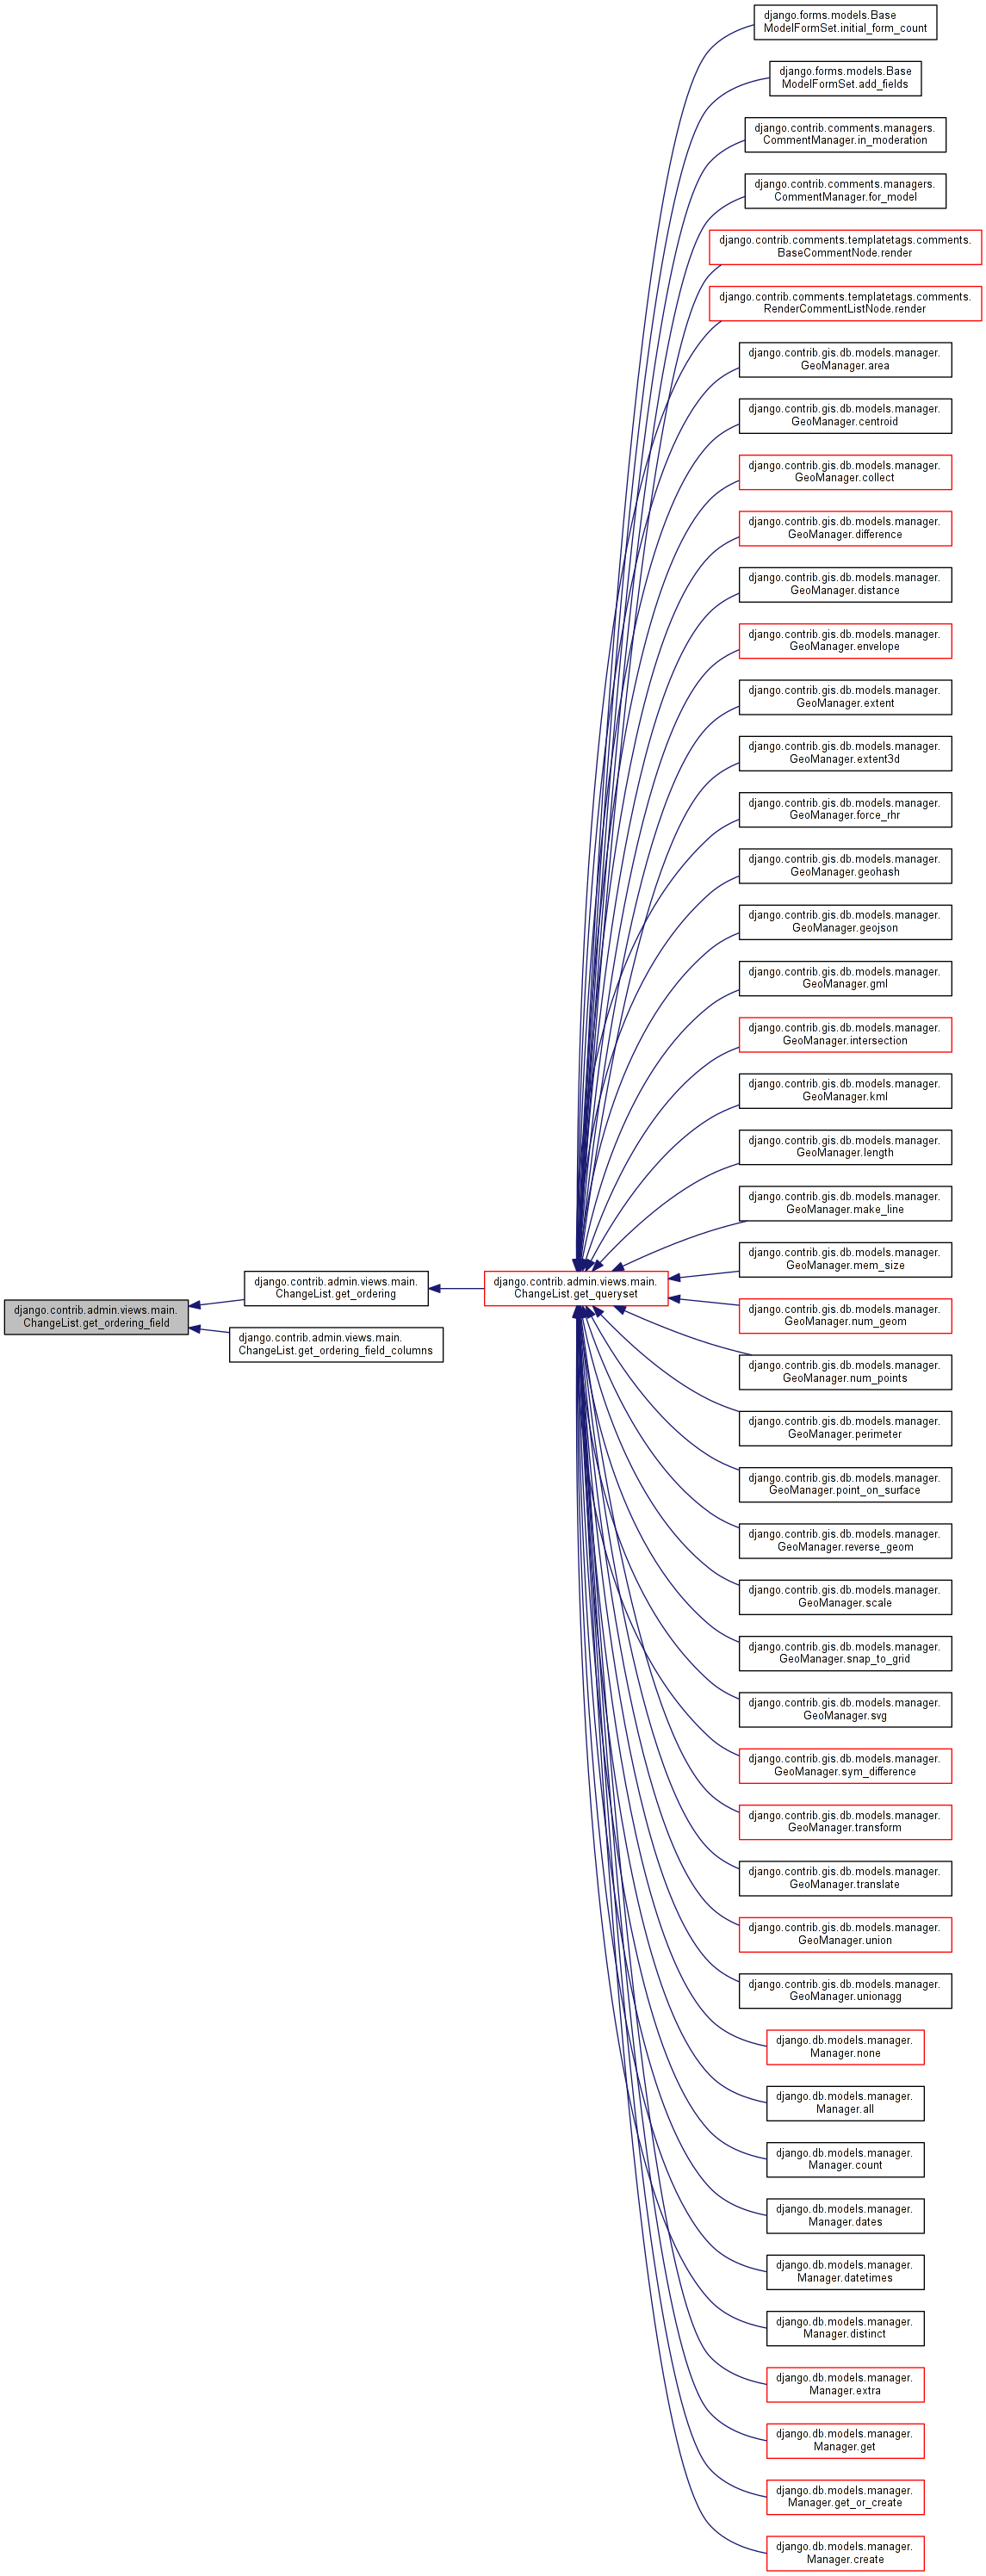 django.forms.models.Base
ModelFormSet.initial_form_count
django.forms.models.Base
ModelFormSet.add_fields
django.contrib.comments.managers.
CommentManager.in_moderation
django.contrib.comments.managers.
CommentManager.for_model
django.contrib.comments.templatetags.comments.
BaseCommentNode.render
django.contrib.comments.templatetags.comments.
RenderCommentListNode.render
django.contrib.gis.db.models.manager.
GeoManager.area
django.contrib.gis.db.models.manager.
GeoManager.centroid
django.contrib.gis.db.models.manager.
GeoManager.collect
django.contrib.gis.db.models.manager.
GeoManager.difference
django.contrib.gis.db.models.manager.
GeoManager.distance
django.contrib.gis.db.models.manager.
GeoManager.envelope
django.contrib.gis.db.models.manager.
GeoManager.extent
django.contrib.gis.db.models.manager.
GeoManager.extent3d
django.contrib.gis.db.models.manager.
GeoManager.force_rhr
django.contrib.gis.db.models.manager.
GeoManager.geohash
django.contrib.gis.db.models.manager.
GeoManager.geojson
django.contrib.gis.db.models.manager.
GeoManager.gml
django.contrib.gis.db.models.manager.
GeoManager.intersection
django.contrib.gis.db.models.manager.
GeoManager.kml
django.contrib.gis.db.models.manager.
GeoManager.length
django.contrib.gis.db.models.manager.
GeoManager.make_line
django.contrib.admin.views.main.
ChangeList.get_ordering_field
django.contrib.admin.views.main.
ChangeList.get_ordering
django.contrib.admin.views.main.
ChangeList.get_ordering_field_columns
django.contrib.admin.views.main.
ChangeList.get_queryset
django.contrib.gis.db.models.manager.
GeoManager.mem_size
django.contrib.gis.db.models.manager.
GeoManager.num_geom
django.contrib.gis.db.models.manager.
GeoManager.num_points
django.contrib.gis.db.models.manager.
GeoManager.perimeter
django.contrib.gis.db.models.manager.
GeoManager.point_on_surface
django.contrib.gis.db.models.manager.
GeoManager.reverse_geom
django.contrib.gis.db.models.manager.
GeoManager.scale
django.contrib.gis.db.models.manager.
GeoManager.snap_to_grid
django.contrib.gis.db.models.manager.
GeoManager.svg
django.contrib.gis.db.models.manager.
GeoManager.sym_difference
django.contrib.gis.db.models.manager.
GeoManager.transform
django.contrib.gis.db.models.manager.
GeoManager.translate
django.contrib.gis.db.models.manager.
GeoManager.union
django.contrib.gis.db.models.manager.
GeoManager.unionagg
django.db.models.manager.
Manager.none
django.db.models.manager.
Manager.all
django.db.models.manager.
Manager.count
django.db.models.manager.
Manager.dates
django.db.models.manager.
Manager.datetimes
django.db.models.manager.
Manager.distinct
django.db.models.manager.
Manager.extra
django.db.models.manager.
Manager.get
django.db.models.manager.
Manager.get_or_create
django.db.models.manager.
Manager.create